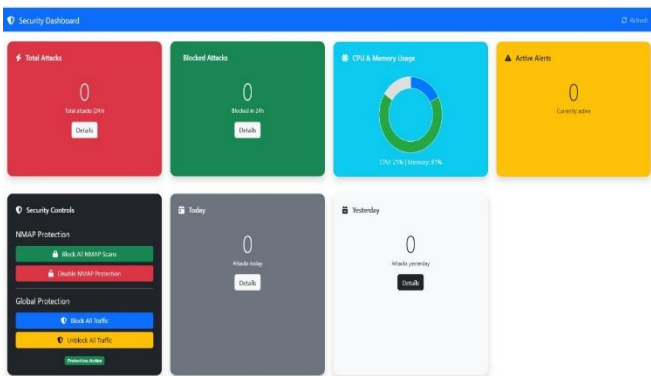 Security Dashboard
Refresh
Total Attacks
0
Total attacks (24h)
Details
Blocked Attacks
0
Blocked in 24h
Details
CPU & Memory Usage
CPU: 21% | Memory: 81%
Active Alerts
0
Currently active
Security Controls
NMAP Protection
Block All NMAP Scans
Disable NMAP Protection
Global Protection
Block All Traffic
Unblock All Traffic
Protection Active
Today
0
Attacks today
Details
Yesterday
0
Attacks yesterday
Details